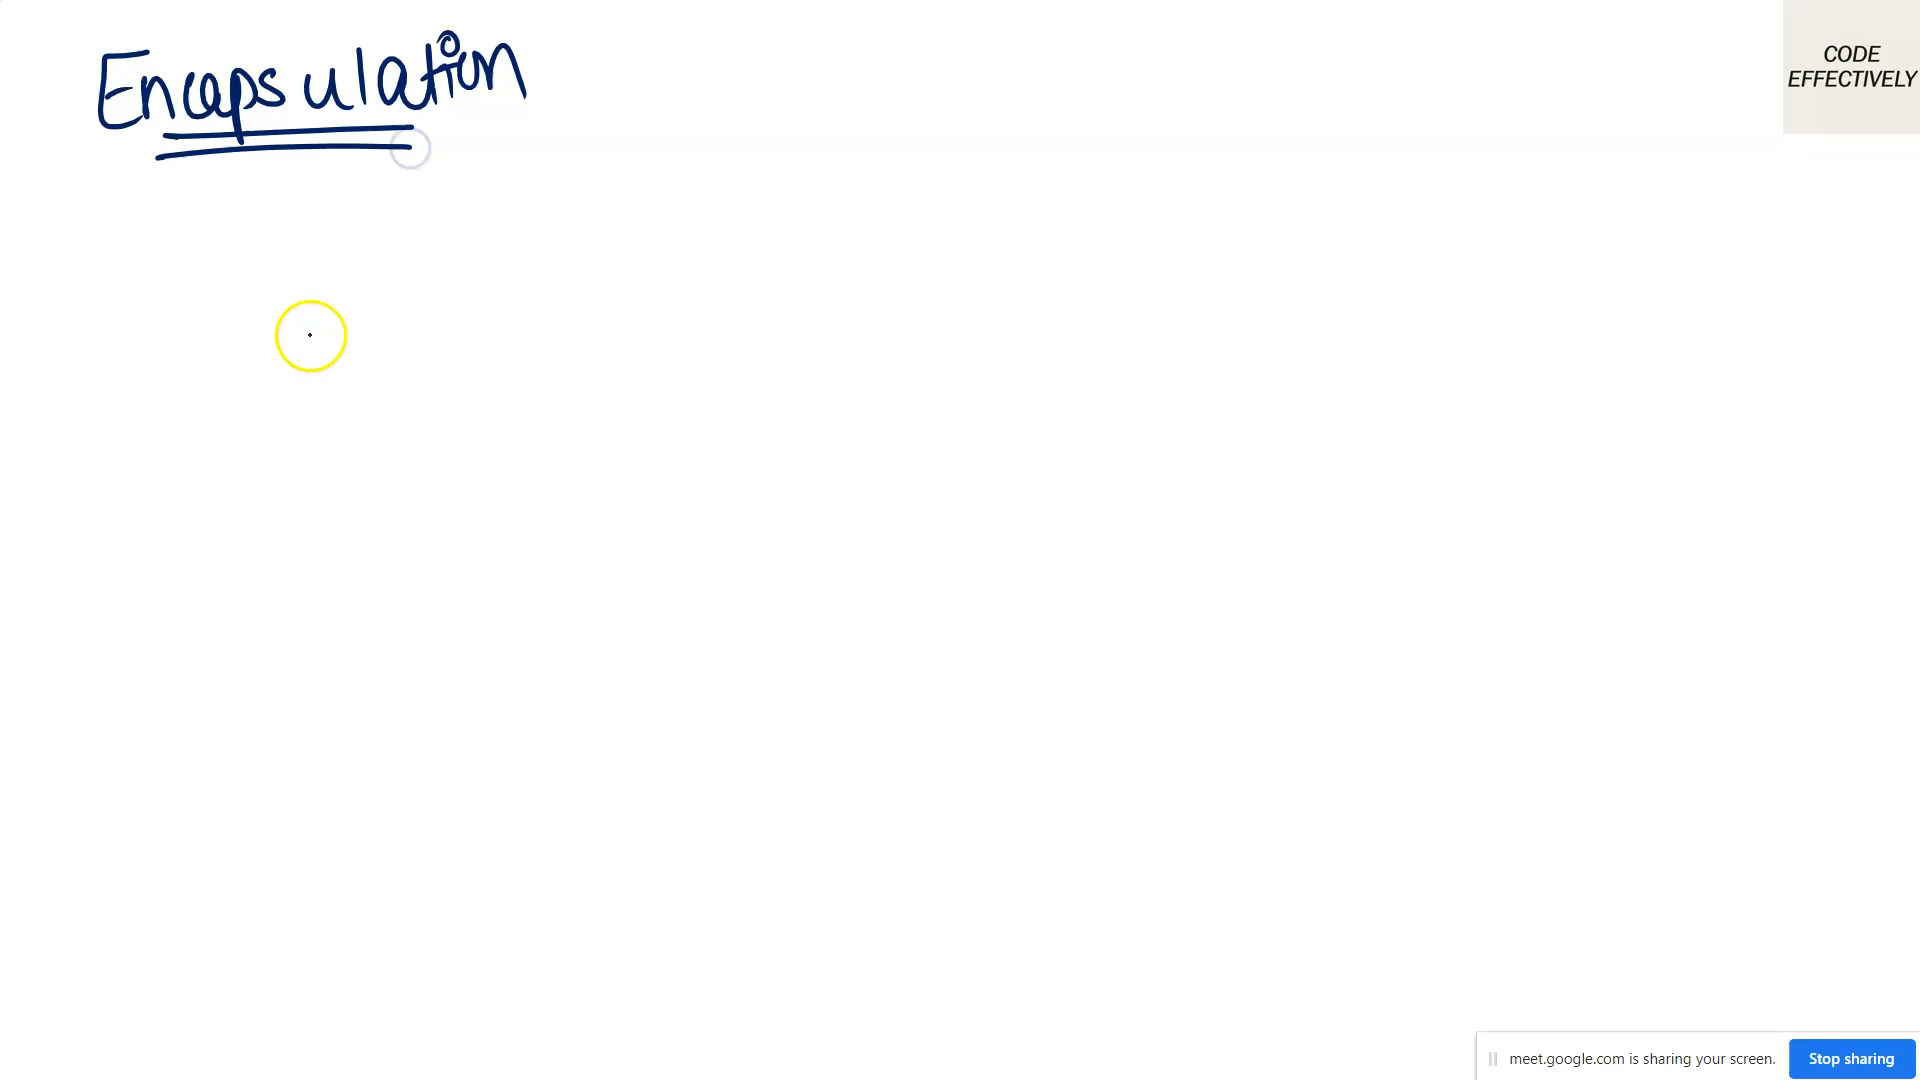 Encapsulation
CODE
EFFECTIVELY
meet.google.com is sharing your screen.
Stop sharing